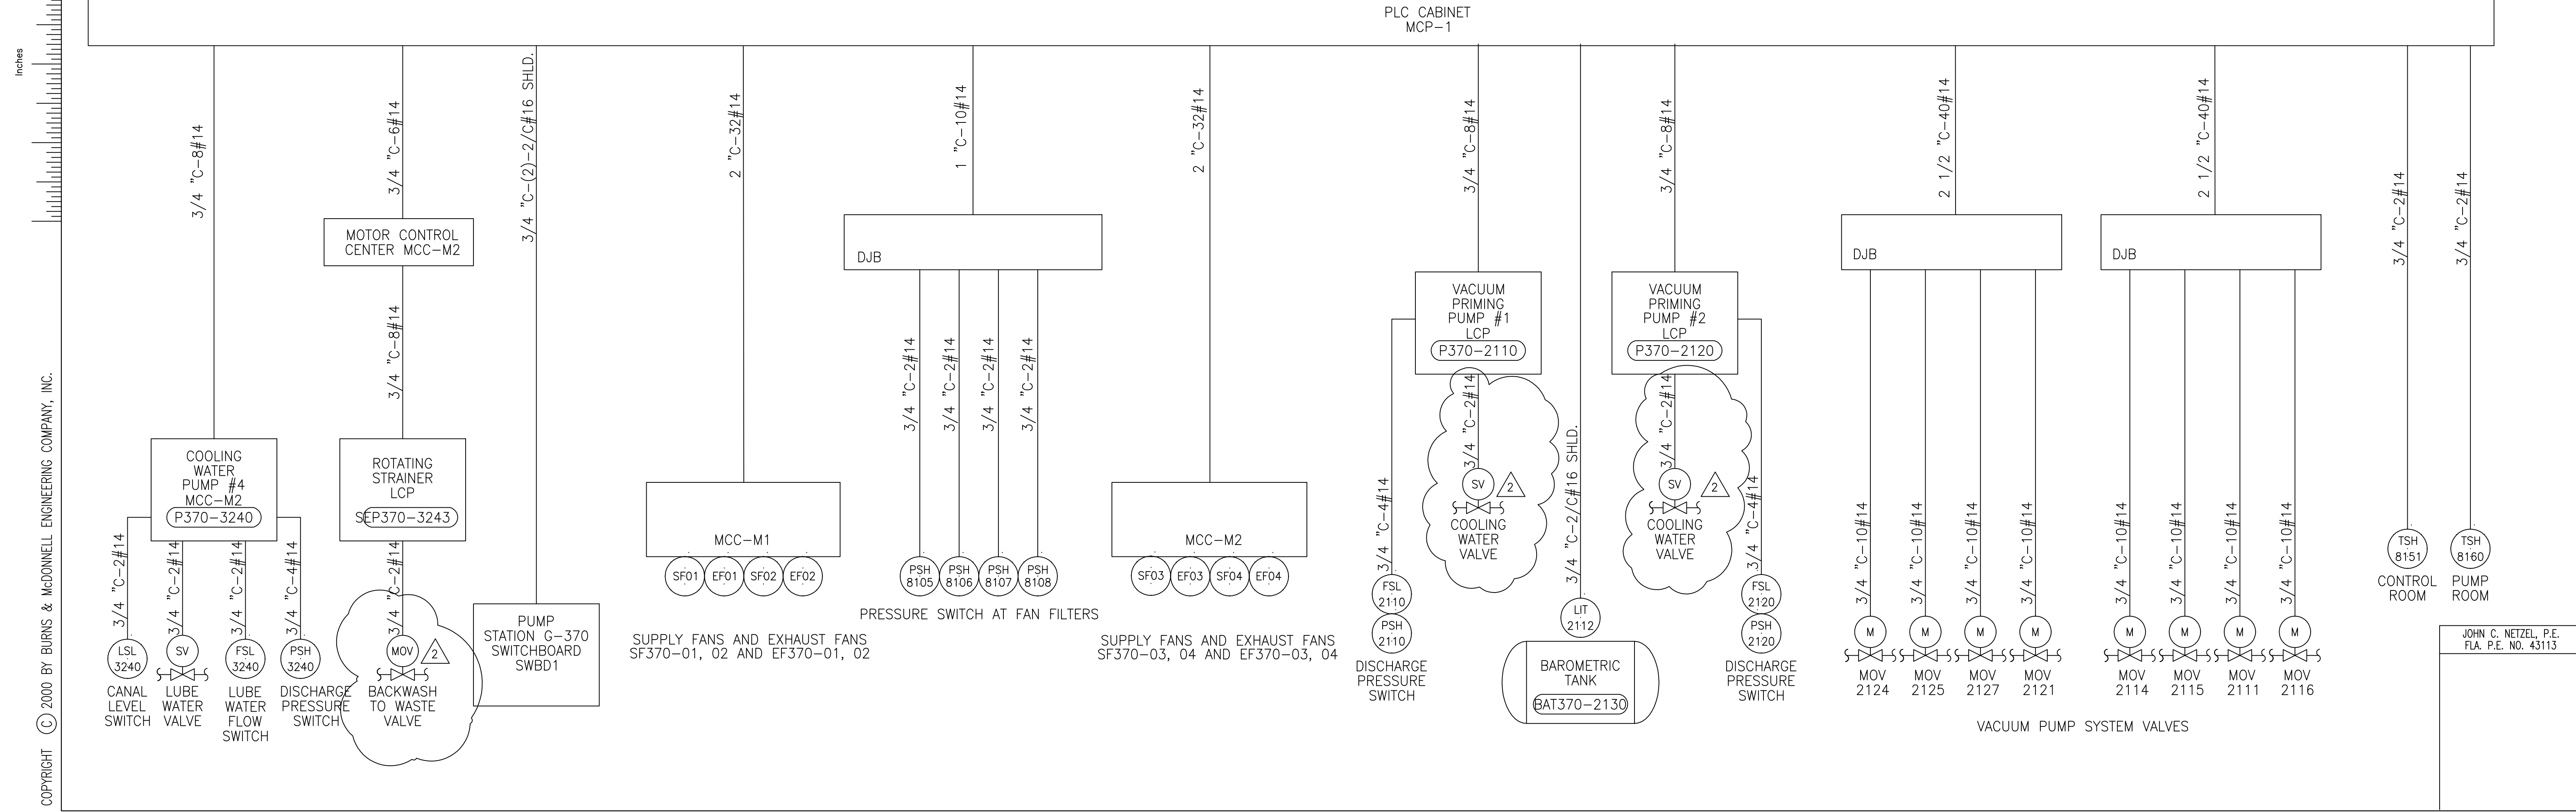 PLC CABINET
MCP-1
Inches
COPYRIGHT © 2000 BY BURNS & McDONNELL ENGINEERING COMPANY, INC.
3/4 "C-8#14
COOLING
WATER
PUMP #4
MCC-M2
P370-3240
3/4 "C-2#14
3/4 "C-2#14
3/4 "C-2#14
3/4 "C-4#14
LSL
3240
CANAL
LEVEL
SWITCH
SV
LUBE
WATER
VALVE
FSL
3240
LUBE
WATER
FLOW
SWITCH
PSH
3240
DISCHARGE
PRESSURE
SWITCH
3/4 "C-6#14
MOTOR CONTROL
CENTER MCC-M2
3/4 "C-8#14
ROTATING
STRAINER
LCP
SEP370-3243
3/4 "C-2#14
MOV
2
BACKWASH
TO WASTE
VALVE
3/4 "C-(2)-2/C#16 SHLD.
PUMP
STATION G-370
SWITCHBOARD
SWBD1
2 "C-32#14
MCC-M1
SF01
EF01
SF02
EF02
SUPPLY FANS AND EXHAUST FANS
SF370-01, 02 AND EF370-01, 02
1 "C-10#14
DJB
3/4 "C-2#14
3/4 "C-2#14
3/4 "C-2#14
3/4 "C-2#14
PSH
8105
PSH
8106
PSH
8107
PSH
8108
PRESSURE SWITCH AT FAN FILTERS
2 "C-32#14
MCC-M2
SF03
EF03
SF04
EF04
SUPPLY FANS AND EXHAUST FANS
SF370-03, 04 AND EF370-03, 04
3/4 "C-8#14
VACUUM
PRIMING
PUMP #1
LCP
P370-2110
3/4 "C-2#14
SV
2
COOLING
WATER
VALVE
3/4 "C-4#14
FSL
2110
PSH
2110
DISCHARGE
PRESSURE
SWITCH
3/4 "C-2/C#16 SHLD.
LIT
2112
BAROMETRIC
TANK
BAT370-2130
3/4 "C-8#14
VACUUM
PRIMING
PUMP #2
LCP
P370-2120
3/4 "C-2#14
SV
2
COOLING
WATER
VALVE
3/4 "C-4#14
FSL
2120
PSH
2120
DISCHARGE
PRESSURE
SWITCH
2 1/2 "C-40#14
DJB
3/4 "C-10#14
3/4 "C-10#14
3/4 "C-10#14
3/4 "C-10#14
M
M
M
M
MOV
2124
MOV
2125
MOV
2127
MOV
2121
2 1/2 "C-40#14
DJB
3/4 "C-10#14
3/4 "C-10#14
3/4 "C-10#14
3/4 "C-10#14
M
M
M
M
MOV
2114
MOV
2115
MOV
2111
MOV
2116
VACUUM PUMP SYSTEM VALVES
3/4 "C-2#14
TSH
8151
CONTROL
ROOM
3/4 "C-2#14
TSH
8160
PUMP
ROOM
JOHN C. NETZEL, P.E.
FLA. P.E. NO. 43113